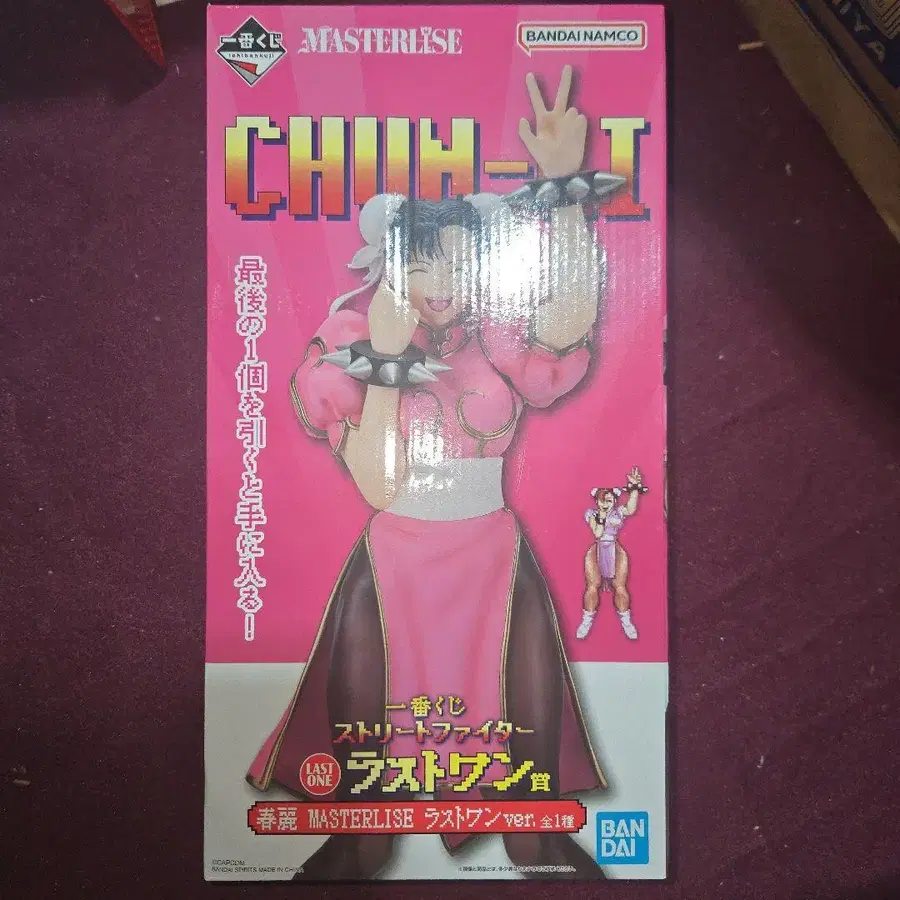 一番くじ
ichibankuji
MASTERLISE
BANDAI NAMCO
CHUN-LI
最後の1個を引くと手に入る!
一番くじ
ストリートファイター
LAST ONE
ラストワン賞
春麗 MASTERLISE ラストワンver. 全1種
BAN
DAI
©CAPCOM
BANDAI SPIRITS MADE IN CHINA